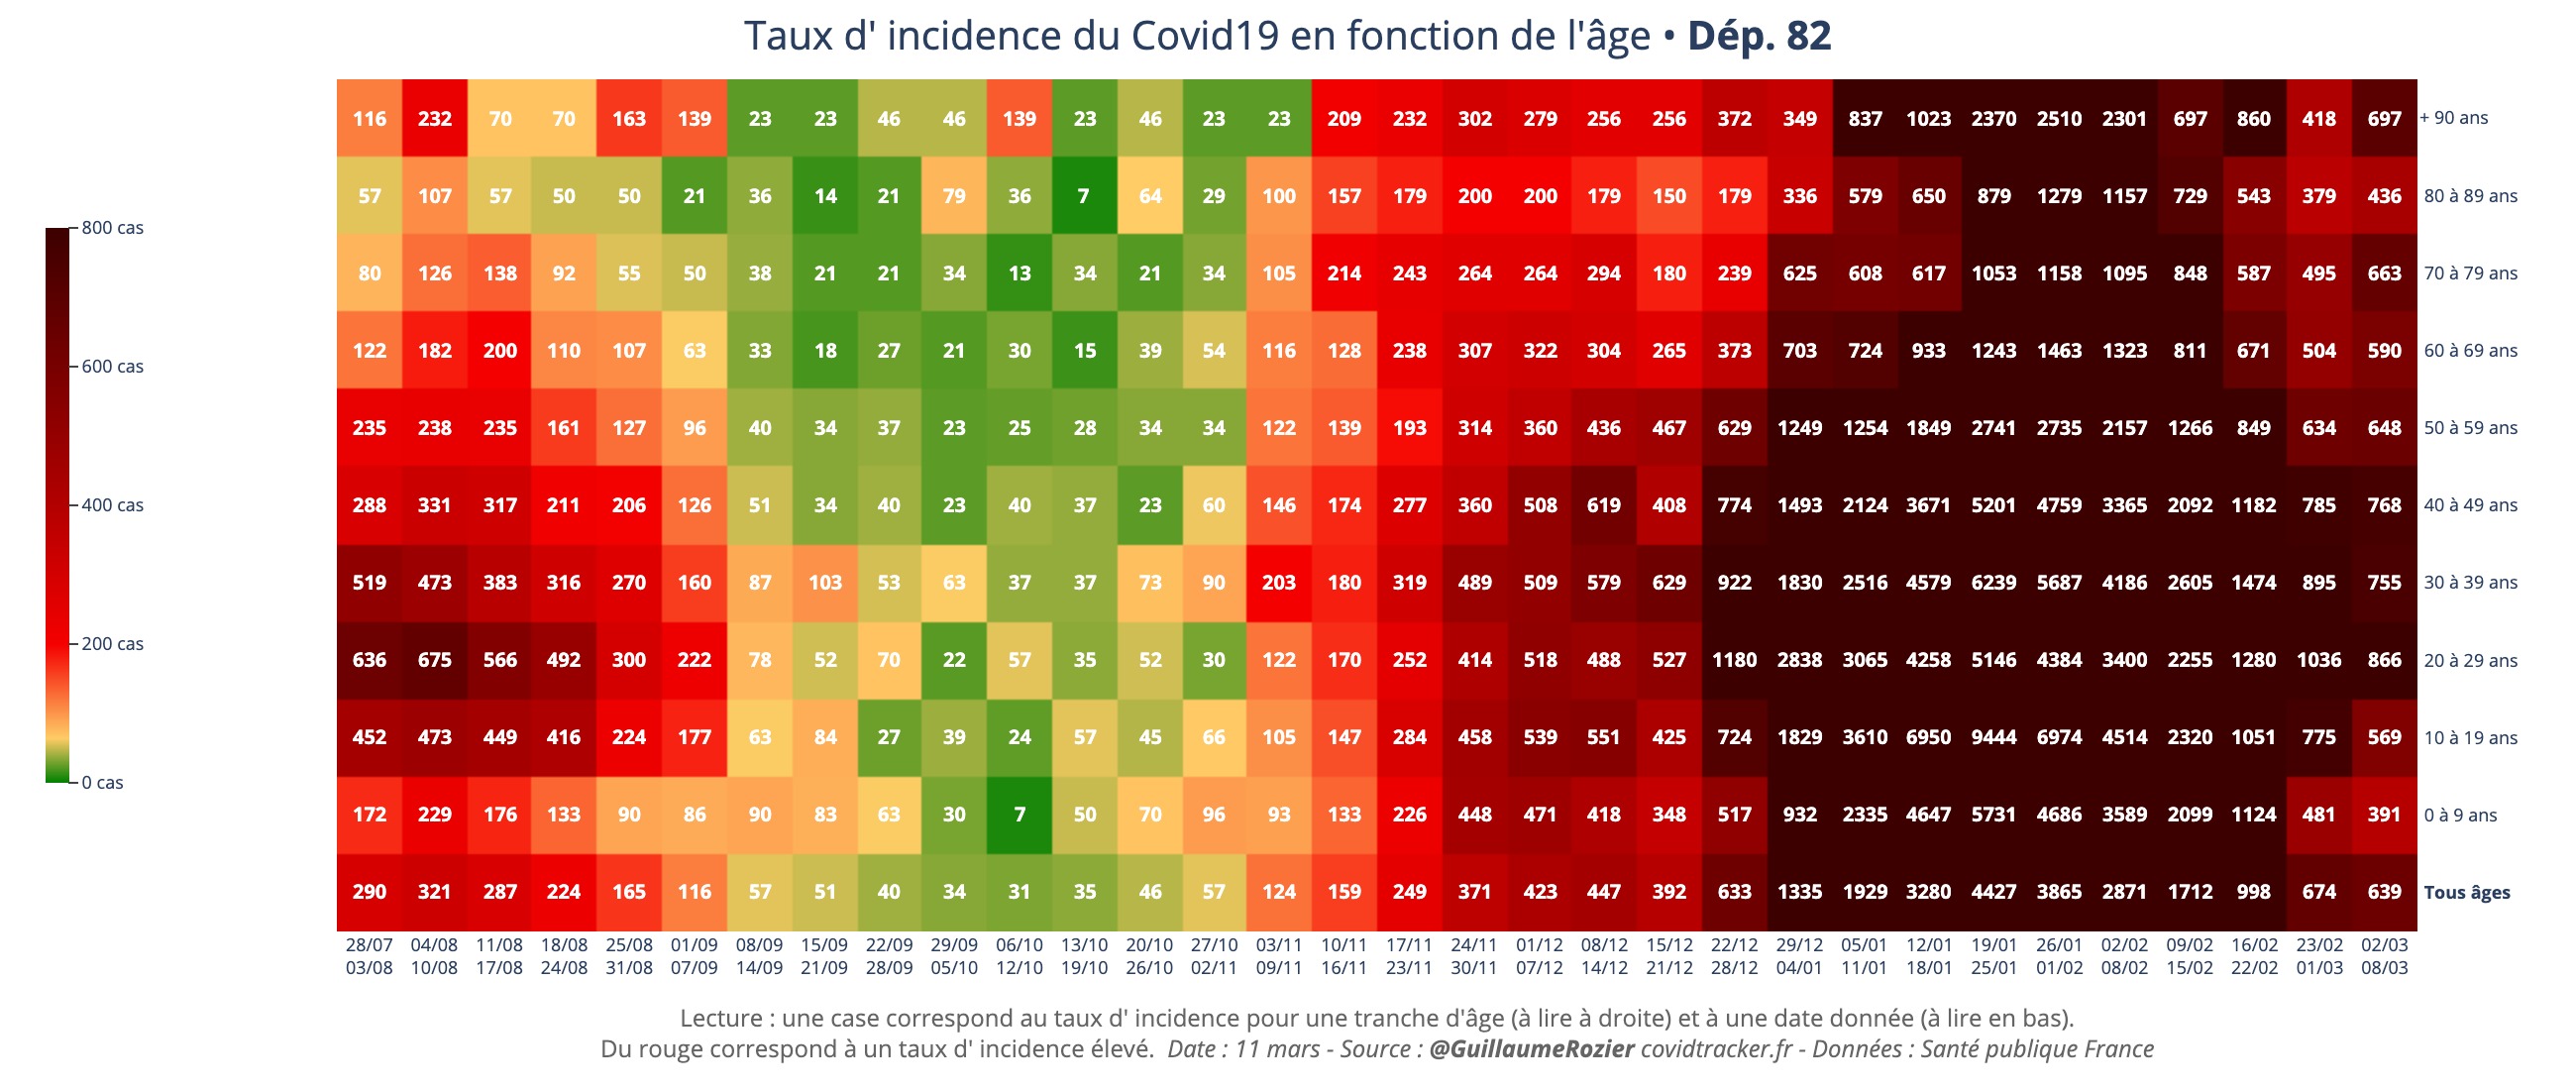 Taux d' incidence du Covid19 en fonction de l'âge • Dép. 82
800 cas
600 cas
400 cas
200 cas
0 cas
116 232 70 70 163 139 23 23 46 46 139 23 46 23 23 209 232 302 279 256 256 372 349 837 1023 2370 2510 2301 697 860 418 697 + 90 ans
57 107 57 50 50 21 36 14 21 79 36 7 64 29 100 157 179 200 200 179 150 179 336 579 650 879 1279 1157 729 543 379 436 80 à 89 ans
80 126 138 92 55 50 38 21 21 34 13 34 21 34 105 214 243 264 264 294 180 239 625 608 617 1053 1158 1095 848 587 495 663 70 à 79 ans
122 182 200 110 107 63 33 18 27 21 30 15 39 54 116 128 238 307 322 304 265 373 703 724 933 1243 1463 1323 811 671 504 590 60 à 69 ans
235 238 235 161 127 96 40 34 37 23 25 28 34 34 122 139 193 314 360 436 467 629 1249 1254 1849 2741 2735 2157 1266 849 634 648 50 à 59 ans
288 331 317 211 206 126 51 34 40 23 40 37 23 60 146 174 277 360 508 619 408 774 1493 2124 3671 5201 4759 3365 2092 1182 785 768 40 à 49 ans
519 473 383 316 270 160 87 103 53 63 37 37 73 90 203 180 319 489 509 579 629 922 1830 2516 4579 6239 5687 4186 2605 1474 895 755 30 à 39 ans
636 675 566 492 300 222 78 52 70 22 57 35 52 30 122 170 252 414 518 488 527 1180 2838 3065 4258 5146 4384 3400 2255 1280 1036 866 20 à 29 ans
452 473 449 416 224 177 63 84 27 39 24 57 45 66 105 147 284 458 539 551 425 724 1829 3610 6950 9444 6974 4514 2320 1051 775 569 10 à 19 ans
172 229 176 133 90 86 90 83 63 30 7 50 70 96 93 133 226 448 471 418 348 517 932 2335 4647 5731 4686 3589 2099 1124 481 391 0 à 9 ans
290 321 287 224 165 116 57 51 40 34 31 35 46 57 124 159 249 371 423 447 392 633 1335 1929 3280 4427 3865 2871 1712 998 674 639 Tous âges
28/07 04/08 11/08 18/08 25/08 01/09 08/09 15/09 22/09 29/09 06/10 13/10 20/10 27/10 03/11 10/11 17/11 24/11 01/12 08/12 15/12 22/12 29/12 05/01 12/01 19/01 26/01 02/02 09/02 16/02 23/02 02/03
03/08 10/08 17/08 24/08 31/08 07/09 14/09 21/09 28/09 05/10 12/10 19/10 26/10 02/11 09/11 16/11 23/11 30/11 07/12 14/12 21/12 28/12 04/01 11/01 18/01 25/01 01/02 08/02 15/02 22/02 01/03 08/03
Lecture : une case correspond au taux d' incidence pour une tranche d'âge (à lire à droite) et à une date donnée (à lire en bas).
Du rouge correspond à un taux d' incidence élevé. Date : 11 mars - Source : @GuillaumeRozier covidtracker.fr - Données : Santé publique France